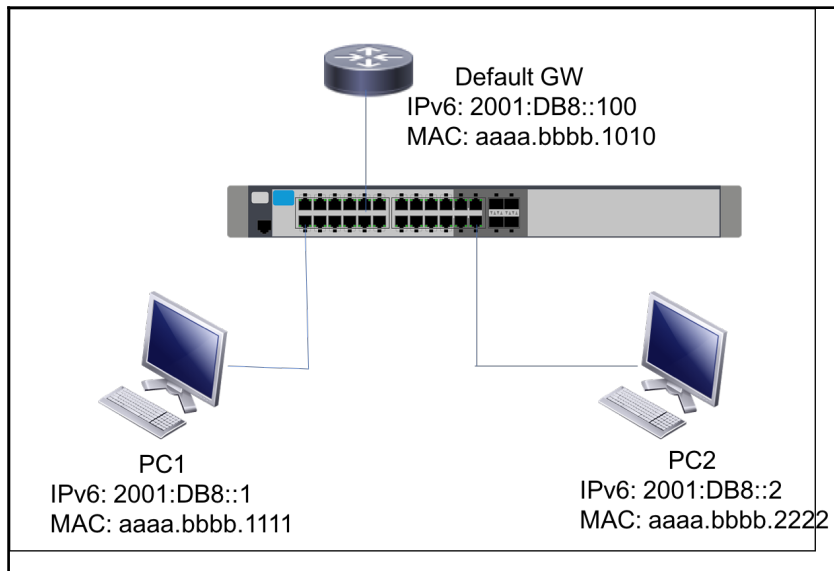 Default GW
IPv6: 2001:DB8::100
MAC: aaaa.bbbb.1010
PC1
IPv6: 2001:DB8::1
MAC: aaaa.bbbb.1111
PC2
IPv6: 2001:DB8::2
MAC: aaaa.bbbb.2222